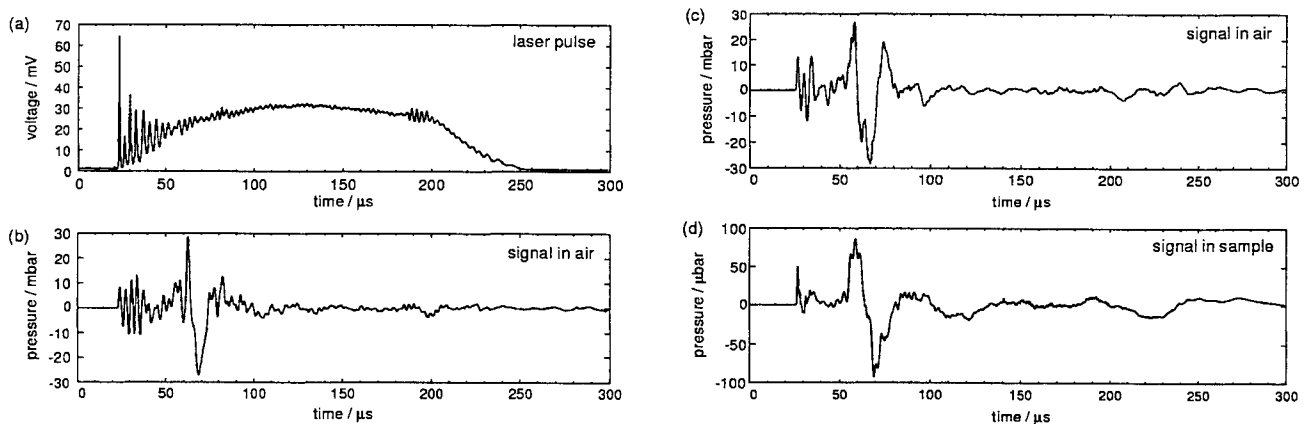 (a)
laser pulse
voltage / mV
70
60
50
40
30
20
10
0
0 50 100 150 200 250 300
time / μs
(b)
signal in air
pressure / mbar
30
20
10
0
-10
-20
-30
0 50 100 150 200 250 300
time / μs
(c)
signal in air
pressure / mbar
30
20
10
0
-10
-20
-30
0 50 100 150 200 250 300
time / μs
(d)
signal in sample
pressure / μbar
100
50
0
-50
-100
0 50 100 150 200 250 300
time / μs